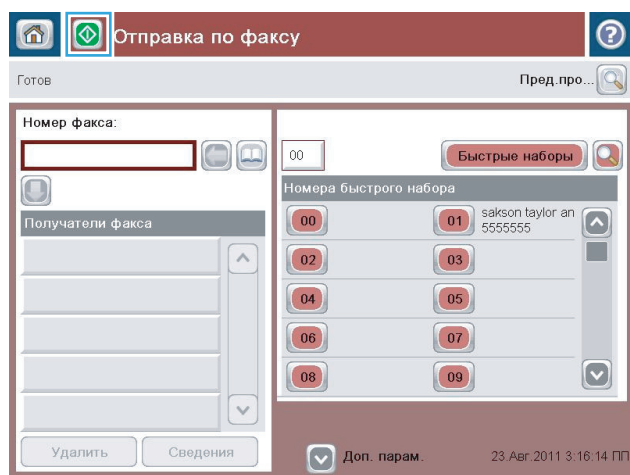 Отправка по факсу
?
Готов
Пред.про...
Номер факса:
00
Быстрые наборы
Номера быстрого набора
Получатели факса
00
01
sakson taylor an
5555555
02
03
04
05
06
07
08
09
Удалить
Сведения
Доп. парам.
23.Авг.2011 3:16:14 ПП